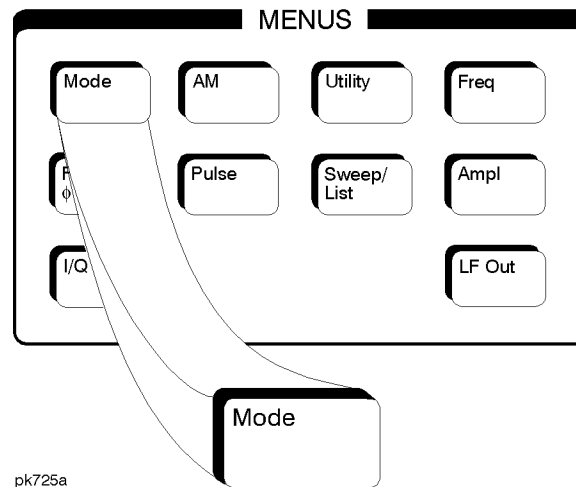 MENUS
Mode
AM
Utility
Freq
ϕ
Pulse
Sweep/
List
Ampl
I/Q
LF Out
Mode
pk725a